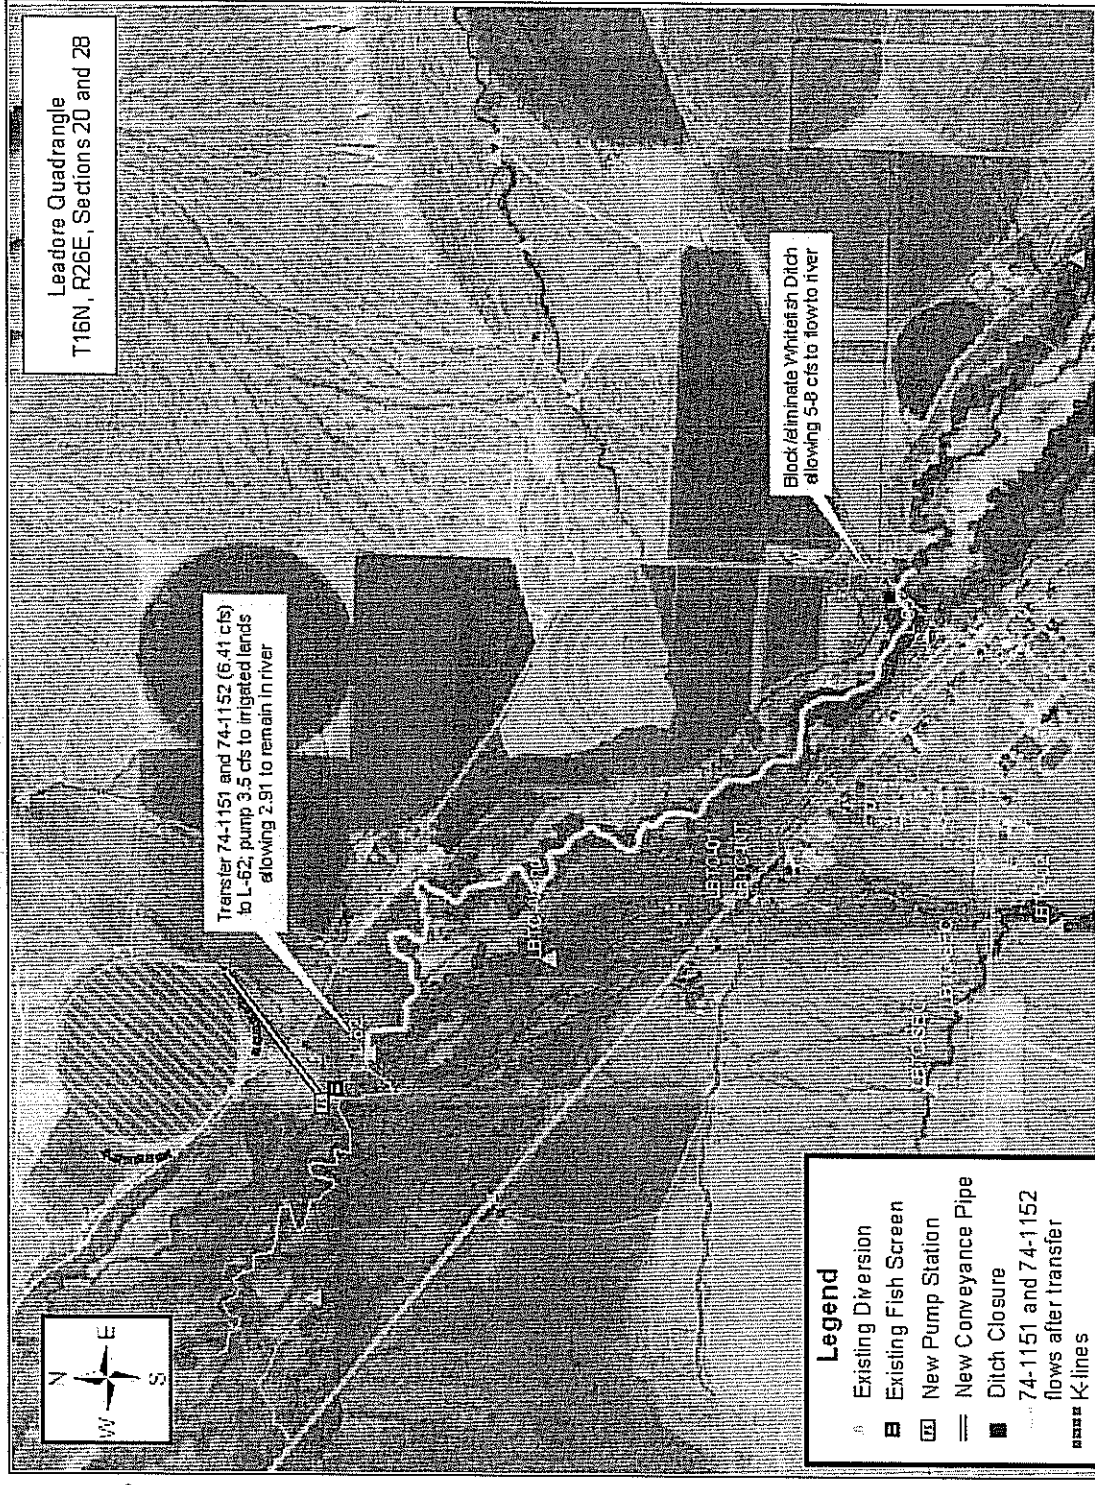 Leadore Quadrangle
T16N, R26E, Sections 20 and 28
Transfer 74-1151 and 74-1152 (6.41 cfs)
to L-62; pump 3.5 cfs to irrigated lands
allowing 2.91 to remain in river
Block/eliminate Whitefish Ditch
allowing 5-8 cfs to flow to river
N
W
E
S
Legend
Existing Diversion
Existing Fish Screen
PS New Pump Station
New Conveyance Pipe
Ditch Closure
74-1151 and 74-1152
flows after transfer
K-lines